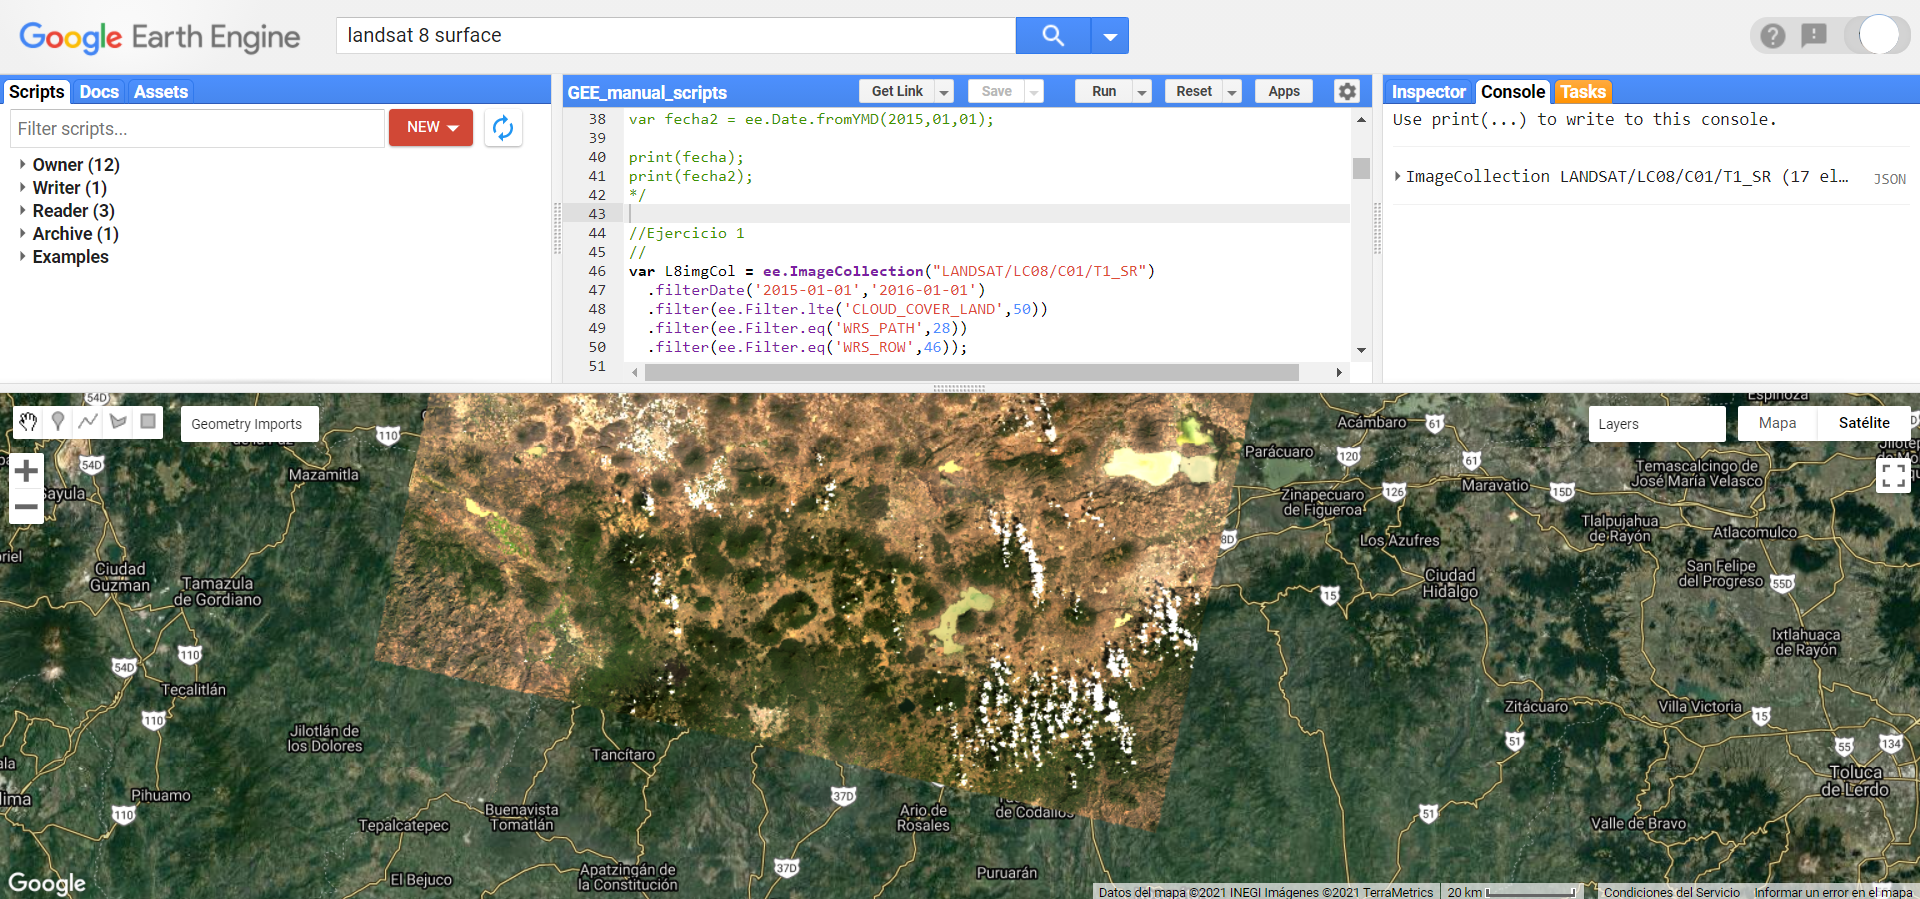 Google Earth Engine
landsat 8 surface
Scripts Docs Assets
Filter scripts...
NEW
Owner (12)
Writer (1)
Reader (3)
Archive (1)
Examples
GEE_manual_scripts
Get Link Save Run Reset Apps
38 var fecha2 = ee.Date.fromYMD(2015,01,01);
39
40 print(fecha);
41 print(fecha2);
42 */
43
44 //Ejercicio 1
45 //
46 var L8imgCol = ee.ImageCollection("LANDSAT/LC08/C01/T1_SR")
47 .filterDate('2015-01-01','2016-01-01')
48 .filter(ee.Filter.lte('CLOUD_COVER_LAND',50))
49 .filter(ee.Filter.eq('WRS_PATH',28))
50 .filter(ee.Filter.eq('WRS_ROW',46));
51
Inspector Console Tasks
Use print(...) to write to this console.
ImageCollection LANDSAT/LC08/C01/T1_SR (17 el… JSON
Geometry Imports
Layers
Mapa Satélite
54D
110
Espinoza
Acámbaro
61
Parácuaro
120
61
Mazamitla
54D
Sayula
Zinapecuaro
de Figueroa
126
Maravatio
15D
Temascalcingo de
José María Velasco
Tlalpujahua
de Rayón
Atlacomulco
Los Azufres
Ciudad
Guzman
Tamazula
de Gordiano
Ciudad
Hidalgo
15
San Felipe
del Progreso
55D
Ixtlahuaca
de Rayón
110
54D
Tecalitlán
110
Jilotlán de
los Dolores
Tancítaro
Zitácuaro
Villa Victoria
15
51
55
134
Toluca
de Lerdo
Pihuamo
110
37D
Buenavista
Tomatlán
Tepalcatepec
Ario de
Rosales
de Codallos
51
Valle de Bravo
37D
Apatzingán de
la Constitución
El Bejuco
Puruarán
Google
Datos del mapa ©2021 INEGI Imágenes ©2021 TerraMetrics 20 km Condiciones del Servicio Informar un error en el mapa